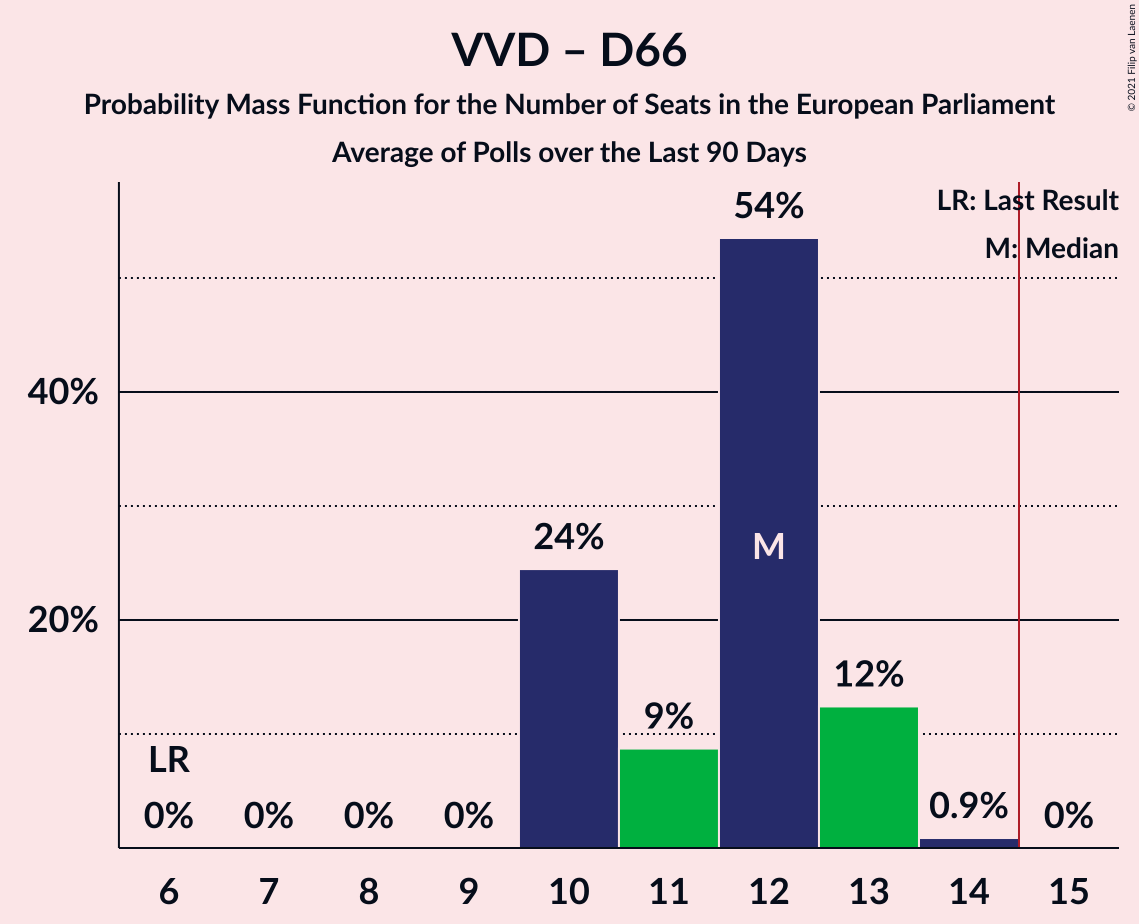 VVD – D66
Probability Mass Function for the Number of Seats in the European Parliament
Average of Polls over the Last 90 Days
© 2021 Filip van Laenen
LR: Last Result
M: Median
54%
40%
24%
M
20%
12%
9%
LR
0% 0% 0% 0% 0.9% 0%
6 7 8 9 10 11 12 13 14 15